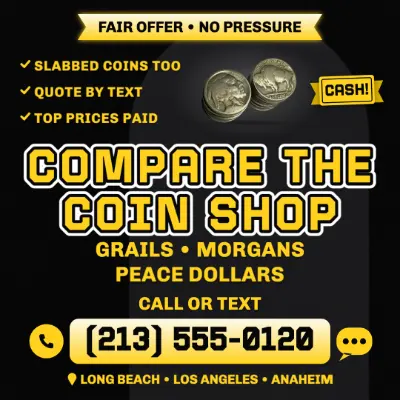 FAIR OFFER • NO PRESSURE
SLABBED COINS TOO
QUOTE BY TEXT
TOP PRICES PAID
CASH!
COMPARE THE
COIN SHOP
GRAILS • MORGANS
PEACE DOLLARS
CALL OR TEXT
(213) 555-0120
LONG BEACH • LOS ANGELES • ANAHEIM